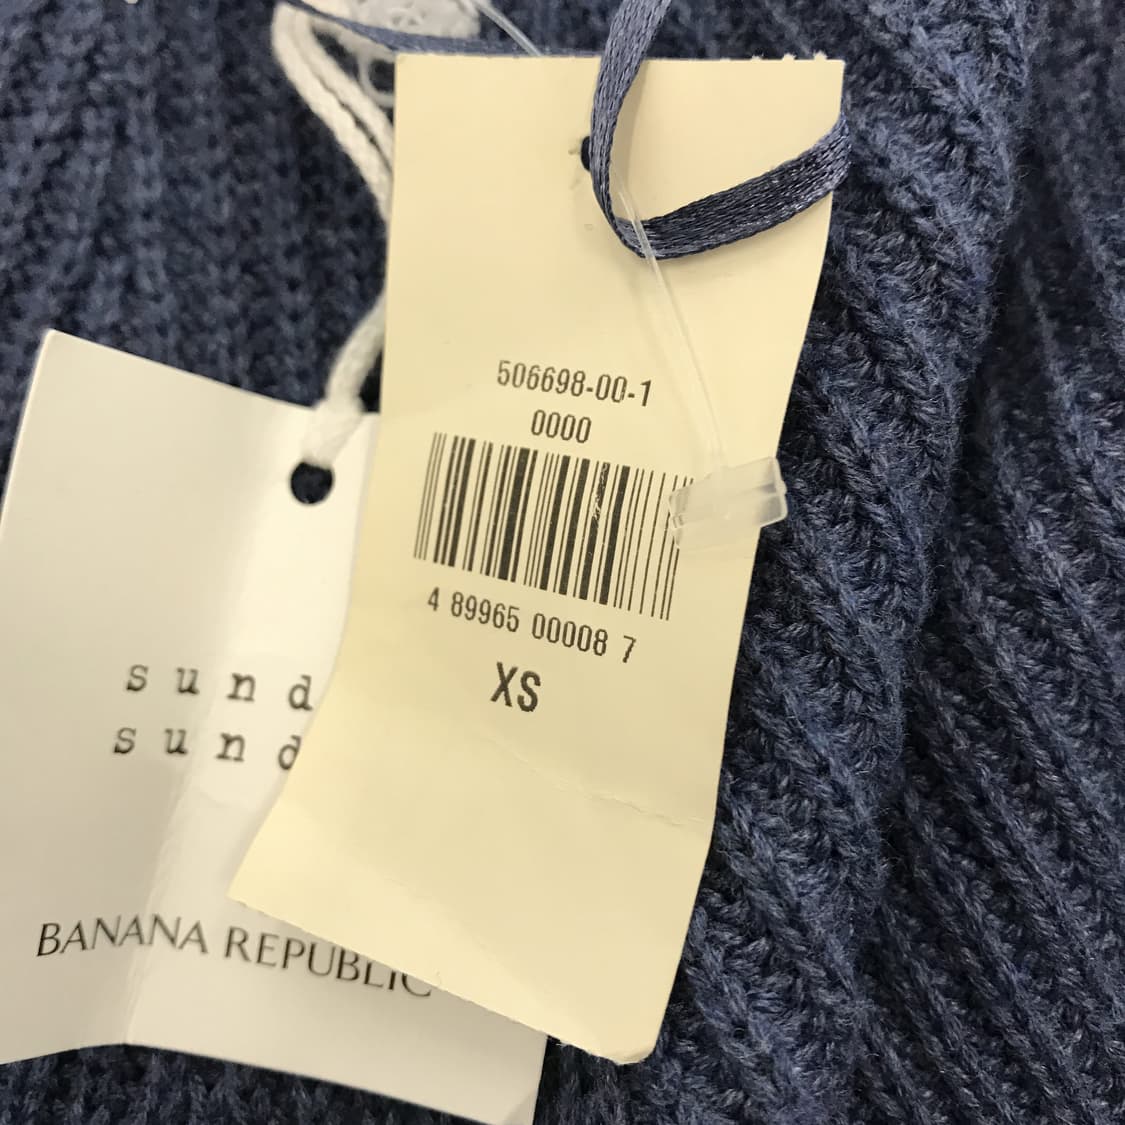 506698-00-1
0000
4 89965 00008 7
XS
s u n d
s u n d
BANANA REPUBLIC